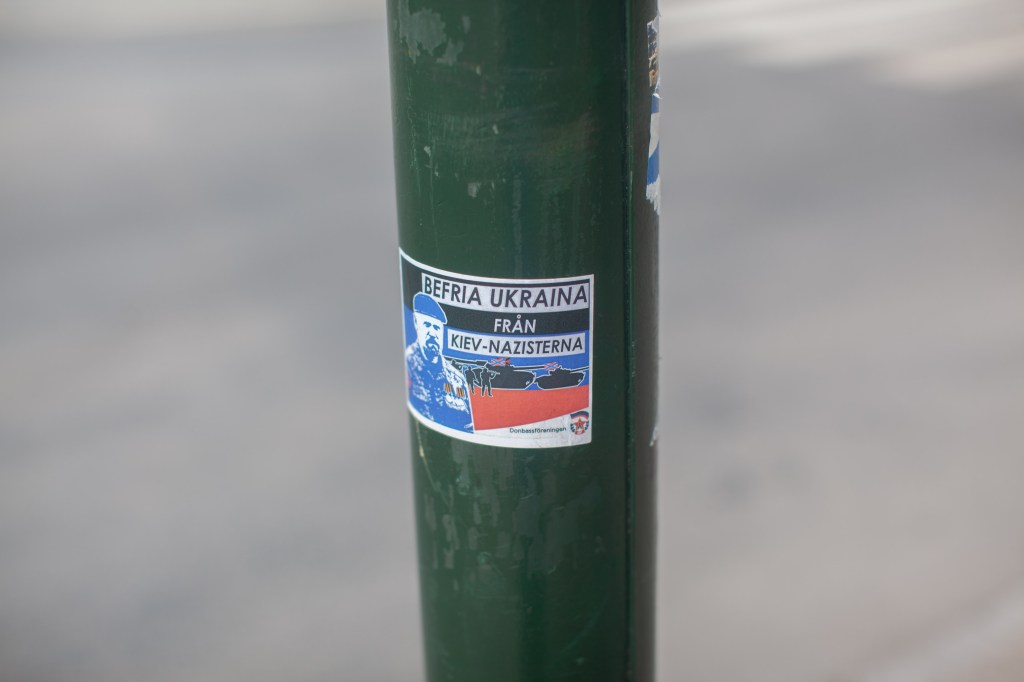 BEFRIA UKRAINA
FRÅN
KIEV-NAZISTERNA
Donbassföreningen